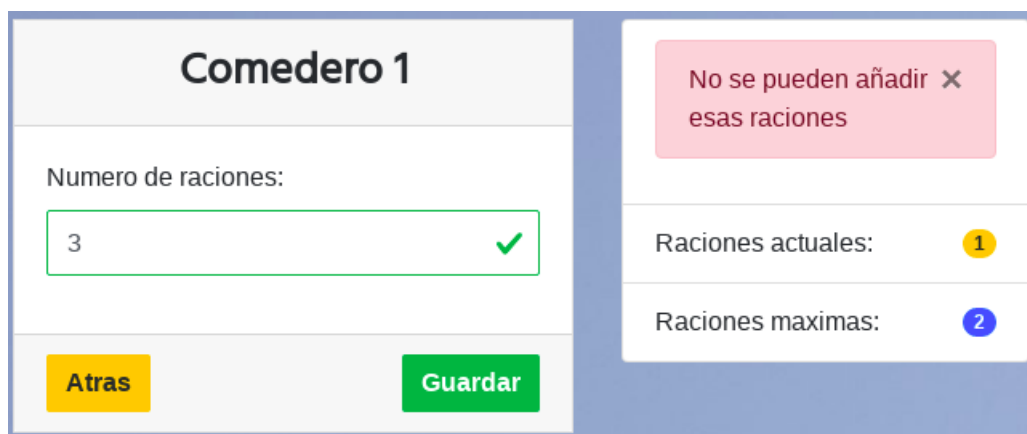 Comedero 1
Numero de raciones:
3
Atras
Guardar
No se pueden añadir ×
esas raciones
Raciones actuales: 1
Raciones maximas: 2